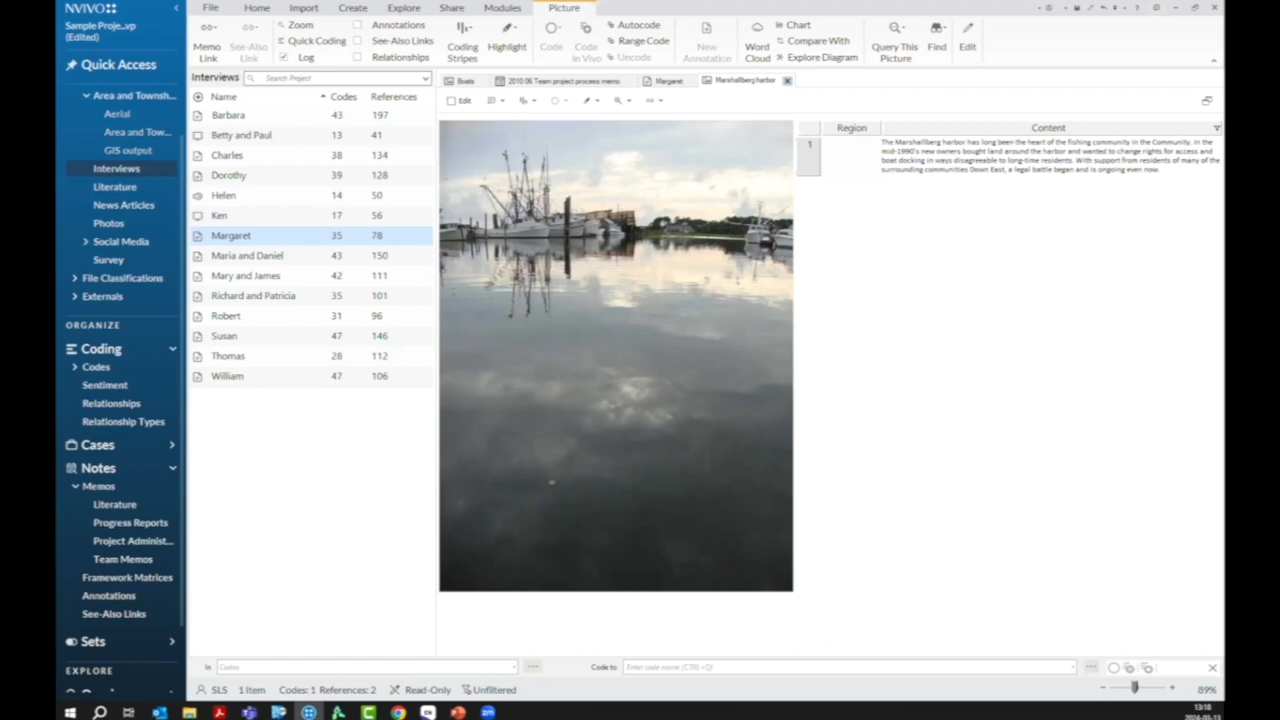 NVIVO
Sample Proje...vp
(Edited)
File Home Import Create Explore Share Modules Picture
Memo Link
See-Also Link
Zoom
Quick Coding
Log
Annotations
See-Also Links
Relationships
Coding Stripes
Highlight
Code
Code In Vivo
Autocode
Range Code
Uncode
New Annotation
Word Cloud
Chart
Compare With
Explore Diagram
Query This Picture
Find
Edit
Quick Access
Area and Townsh...
Aerial
Area and Tow...
GIS output
Interviews
Literature
News Articles
Photos
Social Media
Survey
File Classifications
Externals
ORGANIZE
Coding
Codes
Sentiment
Relationships
Relationship Types
Cases
Notes
Memos
Literature
Progress Reports
Project Administ...
Team Memos
Framework Matrices
Annotations
See-Also Links
Sets
EXPLORE
Interviews Search Project
Name Codes References
Barbara 43 197
Betty and Paul 13 41
Charles 38 134
Dorothy 39 128
Helen 14 50
Ken 17 56
Margaret 35 78
Maria and Daniel 43 150
Mary and James 42 111
Richard and Patricia 35 101
Robert 31 96
Susan 47 146
Thomas 28 112
William 47 106
Boats 2010 06 Team project process memo Margaret Marshallberg harbor
Edit
Region Content
1 The Marshallberg harbor has long been the heart of the fishing community in the Community. In the
mid-1990's new owners bought land around the harbor and wanted to change rights for access and
boat docking in ways disagreeable to long-time residents. With support from residents of many of the
surrounding communities Down East, a legal battle began and is ongoing even now.
In Codes Code to Enter code name (CTRL+Q)
SLS 1 Item Codes: 1 References: 2 Read-Only Unfiltered 89%
EN
13:18